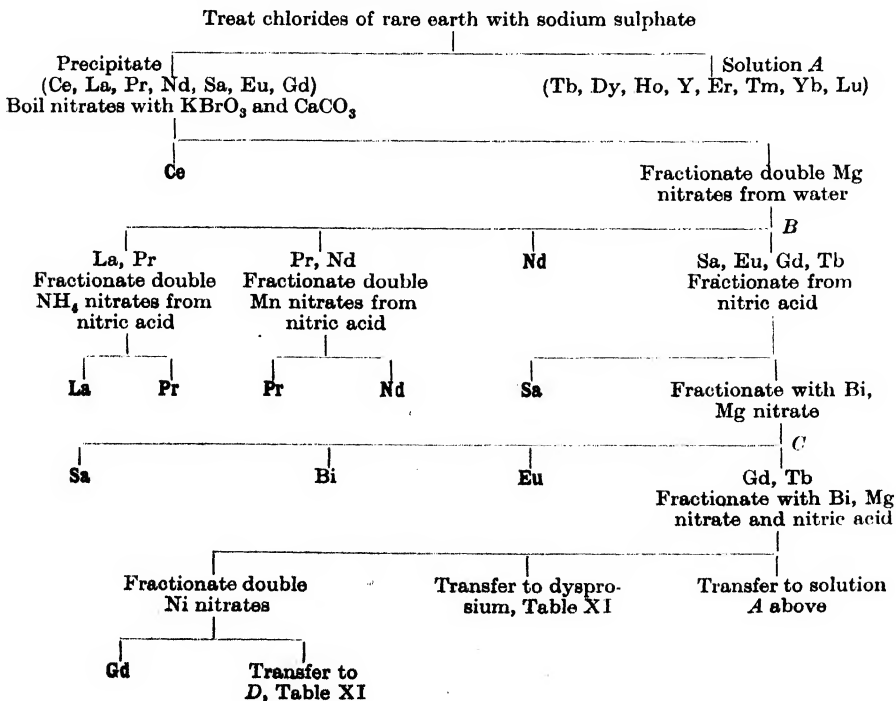 Treat chlorides of rare earth with sodium sulphate
Precipitate
(Ce, La, Pr, Nd, Sa, Eu, Gd)
Boil nitrates with KBrO₃ and CaCO₃
Solution A
(Tb, Dy, Ho, Y, Er, Tm, Yb, Lu)
Ce
Fractionate double Mg
nitrates from water
B
La, Pr
Fractionate double
NH₄ nitrates from
nitric acid
Pr, Nd
Fractionate double
Mn nitrates from
nitric acid
Nd
Sa, Eu, Gd, Tb
Fractionate from
nitric acid
La
Pr
Pr
Nd
Sa
Fractionate with Bi,
Mg nitrate
C
Sa
Bi
Eu
Gd, Tb
Fractionate with Bi, Mg
nitrate and nitric acid
Fractionate double
Ni nitrates
Transfer to dyspro-
sium, Table XI
Transfer to solution
A above
Gd
Transfer to
D, Table XI